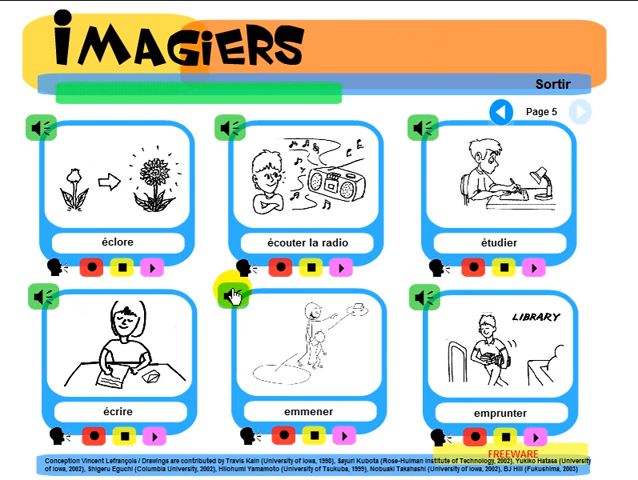 iMAGiERS
Sortir
Page 5
éclore
écouter la radio
étudier
LIBRARY
écrire
emmener
emprunter
FREEWARE
Conception Vincent Lefrançois / Drawings are contributed by Travis Kain (University of Iowa, 1998), Sayuri Kubota (Rose-Hulman Institute of Technology, 2002), Yukiko Hatasa (University
of Iowa, 2002), Shigeru Eguchi (Columbia University, 2002), Hilofumi Yamamoto (University of Tsukuba, 1999), Nobuaki Takahashi (University of Iowa, 2002), BJ Hill (Fukushima, 2003)